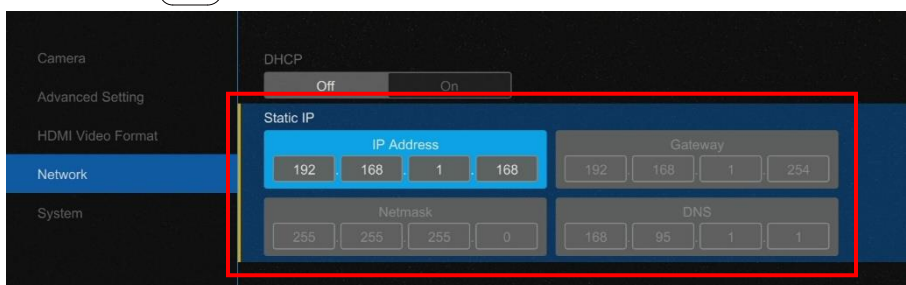 Camera
Advanced Setting
HDMI Video Format
Network
System
DHCP
Off On
Static IP
IP Address
192 . 168 . 1 . 168
Gateway
192 . 168 . 1 . 254
Netmask
255 . 255 . 255 . 0
DNS
168 . 95 . 1 . 1